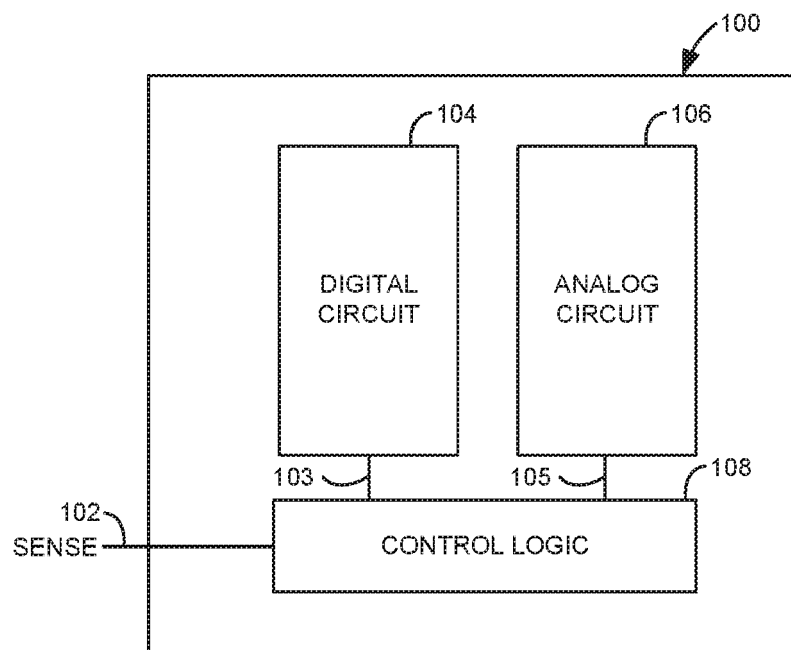 100
104
106
DIGITAL
CIRCUIT
ANALOG
CIRCUIT
103
105
108
102
SENSE
CONTROL LOGIC